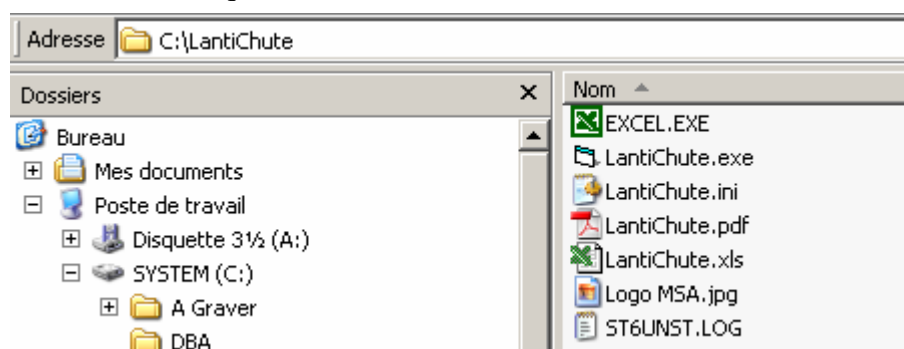 Adresse C:\LantiChute
Dossiers
Bureau
Mes documents
Poste de travail
Disquette 3½ (A:)
SYSTEM (C:)
A Graver
DBA
Nom
EXCEL.EXE
LantiChute.exe
LantiChute.ini
LantiChute.pdf
LantiChute.xls
Logo MSA.jpg
ST6UNST.LOG